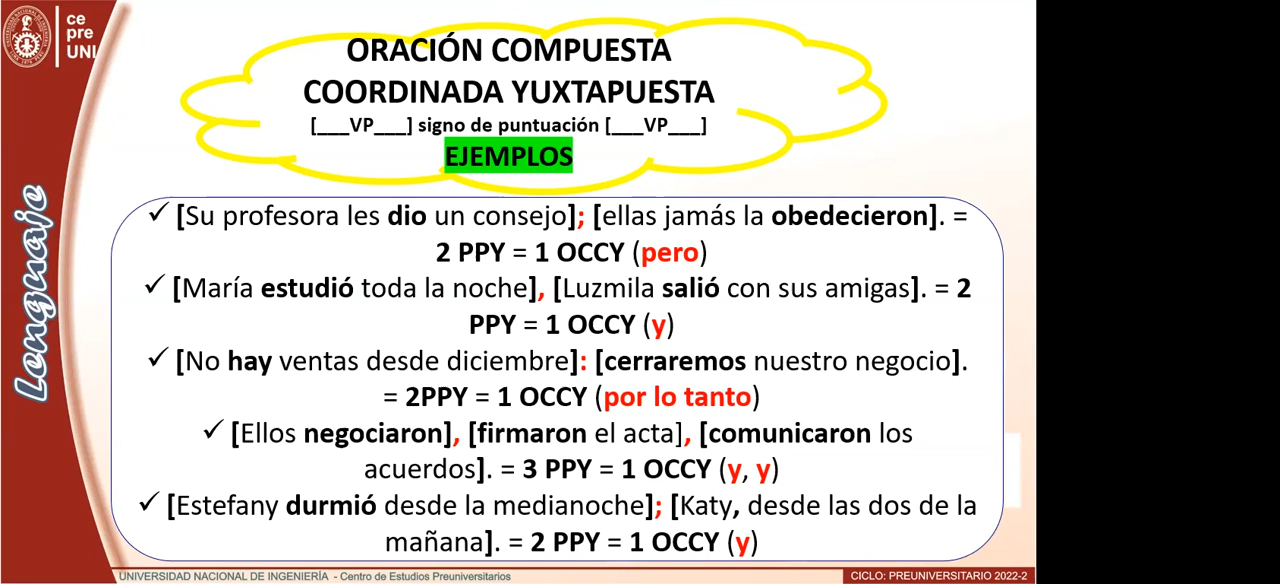 ce
pre
UNI
ORACIÓN COMPUESTA
COORDINADA YUXTAPUESTA
[___VP___] signo de puntuación [___VP___]
EJEMPLOS
Lenguaje
✓ [Su profesora les dio un consejo]; [ellas jamás la obedecieron]. =
2 PPY = 1 OCCY (pero)
✓ [María estudió toda la noche], [Luzmila salió con sus amigas]. = 2
PPY = 1 OCCY (y)
✓ [No hay ventas desde diciembre]: [cerraremos nuestro negocio].
= 2PPY = 1 OCCY (por lo tanto)
✓ [Ellos negociaron], [firmaron el acta], [comunicaron los
acuerdos]. = 3 PPY = 1 OCCY (y, y)
✓ [Estefany durmió desde la medianoche]; [Katy, desde las dos de la
mañana]. = 2 PPY = 1 OCCY (y)
UNIVERSIDAD NACIONAL DE INGENIERÍA - Centro de Estudios Preuniversitarios
CICLO: PREUNIVERSITARIO 2022-2